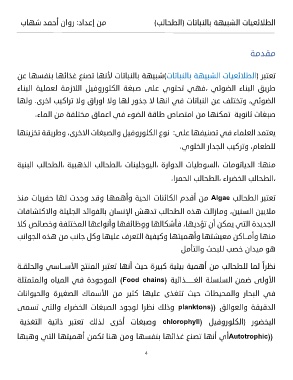 الطلائعيات الشبيهة بالنباتات (الطحالب) من إعداد: روان أحمد شهاب
مقدمة
تعتبر (الطلائعيات الشبيهة بالنباتات)شبيهة بالنباتات لأنها تصنع غذائها بنفسها عن
طريق البناء الضوئي ،فهي تحتوي على صبغة الكلوروفيل اللازمة لعملية البناء
الضوئي. وتختلف عن النباتات في انها لا جذور لها ولا اوراق ولا تراكيب اخرى. ولها
صبغات ثانوية تمكنها من امتصاص طاقة الضوء في اعماق مختلفة من الماء.
يعتمد العلماء في تصنيفها على:- نوع الكلوروفيل والصبغات الاخرى، وطريقة تخزينها
للطعام، وتركيب الجدار الخلوي.
منها: الدياتومات ،السوطيات الدوارة ،اليوجلينات ،الطحالب الذهبية ،الطحالب البنية
،الطحالب الخضراء ،الطحالب الحمراء.
تعتبر الطحالب Algae من أقدم الكائنات الحية وأهمها وقد وجدت لها حفريات منذ
ملايين السنين، ومازالت هذه الطحالب تدهش الإنسان بالفوائد الجليلة والاكتشافات
الجديدة التي يمكن أن تؤديها، فأشكالها ووظائفها وأنواعها المختلفة وخصائص كلا
منها وأماكن معيشتها وأهميتها وكيفية التعرف عليها وكل جانب من هذه الجوانب
هو ميدان خصب للبحث والتأمل
نظراً لما للطحالب من أهمية بيئية كبيرة حيث أنها تعتبر المنتج الأساسي والحلقة
الأولى ضمن السلسلة الغذائية (Food chains) الموجودة في المياه والمتمثلة
في البحار والمحيطات حيث تتغذى عليها كثير من الأسماك الصغيرة والحيوانات
الدقيقة والعوالق ((planktons وذلك نظرا لوجود الصبغات الخضراء والتي تسمى
اليخضور (الكلوروفيل (chlorophyll وصبغات أخرى لذلك تعتبر ذاتية التغذية
((Autotrophicأي أنها تصنع غذائها بنفسها ومن هنا تكمن أهميتها التي وهبها
4